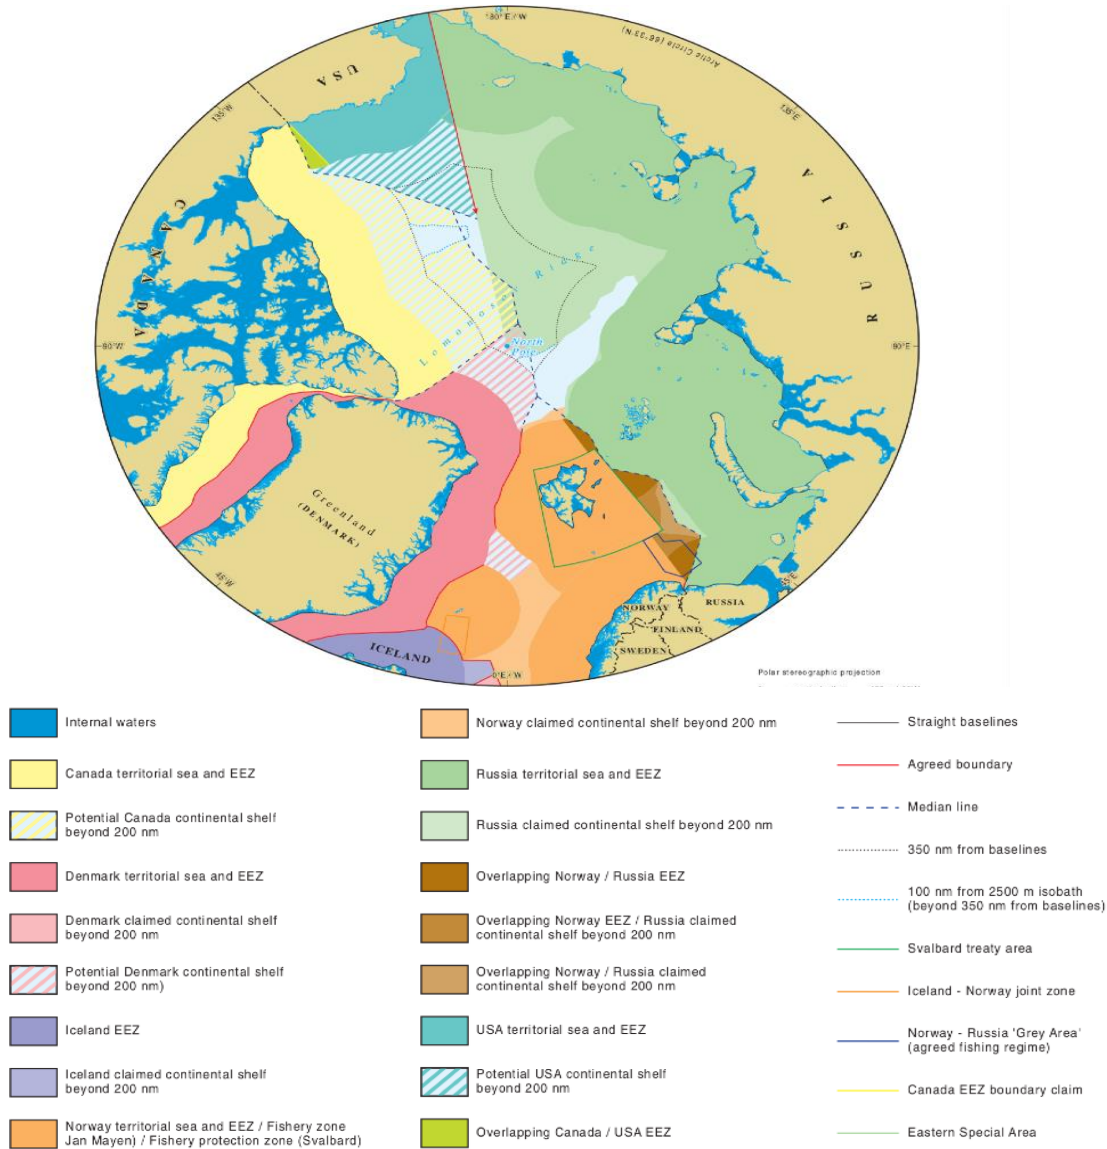 180° E/W
Arctic Circle (66°33'N)
USA
135°W
135°E
CANADA
RUSSIA
Ridge
Lomonos
North
Pole
80°W
80°E
Greenland
(DENMARK)
45°W
45°E
NORWAY
RUSSIA
FINLAND
SWEDEN
ICELAND
0°E/W
Polar stereographic projection
Internal waters
Canada territorial sea and EEZ
Potential Canada continental shelf
beyond 200 nm
Denmark territorial sea and EEZ
Denmark claimed continental shelf
beyond 200 nm
Potential Denmark continental shelf
beyond 200 nm)
Iceland EEZ
Iceland claimed continental shelf
beyond 200 nm
Norway territorial sea and EEZ / Fishery zone
Jan Mayen) / Fishery protection zone (Svalbard)
Norway claimed continental shelf beyond 200 nm
Russia territorial sea and EEZ
Russia claimed continental shelf beyond 200 nm
Overlapping Norway / Russia EEZ
Overlapping Norway EEZ / Russia claimed
continental shelf beyond 200 nm
Overlapping Norway / Russia claimed
continental shelf beyond 200 nm
USA territorial sea and EEZ
Potential USA continental shelf
beyond 200 nm
Overlapping Canada / USA EEZ
Straight baselines
Agreed boundary
Median line
350 nm from baselines
100 nm from 2500 m isobath
(beyond 350 nm from baselines)
Svalbard treaty area
Iceland - Norway joint zone
Norway - Russia 'Grey Area'
(agreed fishing regime)
Canada EEZ boundary claim
Eastern Special Area